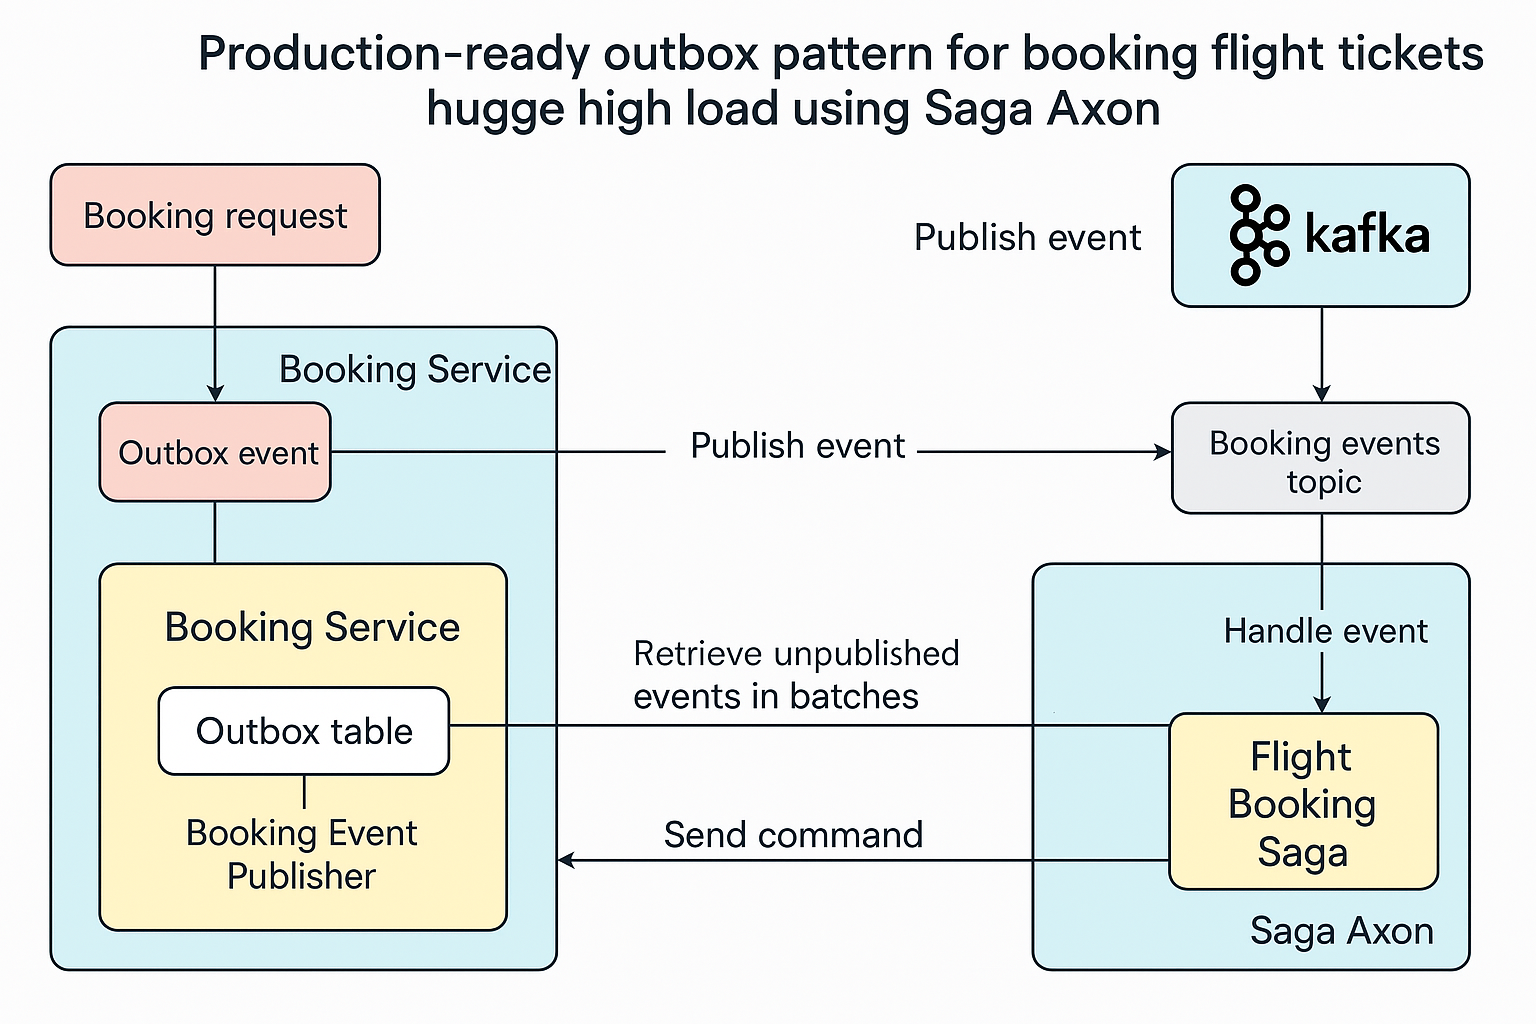 Production-ready outbox pattern for booking flight tickets
hugge high load using Saga Axon
Booking request
Publish event
kafka
Booking Service
Outbox event
Publish event
Booking events
topic
Booking Service
Outbox table
Booking Event
Publisher
Retrieve unpublished
events in batches
Send command
Handle event
Flight
Booking
Saga
Saga Axon